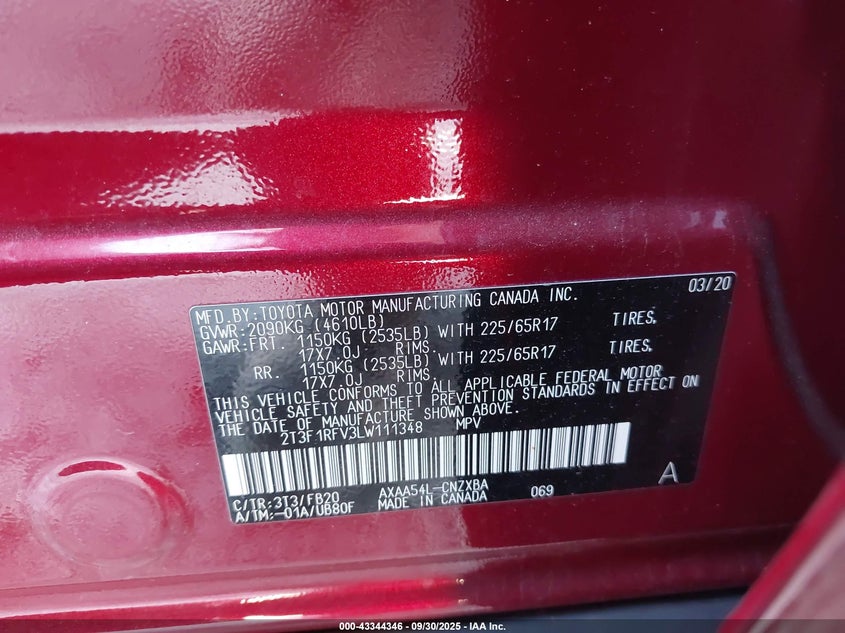 MFD.BY:TOYOTA MOTOR MANUFACTURING CANADA INC. 03/20
GVWR:2090KG (4610LB)
GAWR:FRT. 1150KG (2535LB) WITH 225/65R17 TIRES,
17X7.0J RIMS.
RR. 1150KG (2535LB) WITH 225/65R17 TIRES,
17X7.0J RIMS.
THIS VEHICLE CONFORMS TO ALL APPLICABLE FEDERAL MOTOR
VEHICLE SAFETY AND THEFT PREVENTION STANDARDS IN EFFECT ON
THE DATE OF MANUFACTURE SHOWN ABOVE.
2T3F1RFV3LW111348 MPV
C/TR:3T3/FB20 AXAA54L-CNZXBA 069 A
A/TM:-01A/UB80F MADE IN CANADA
000-43344346 - 09/30/2025 - IAA Inc.